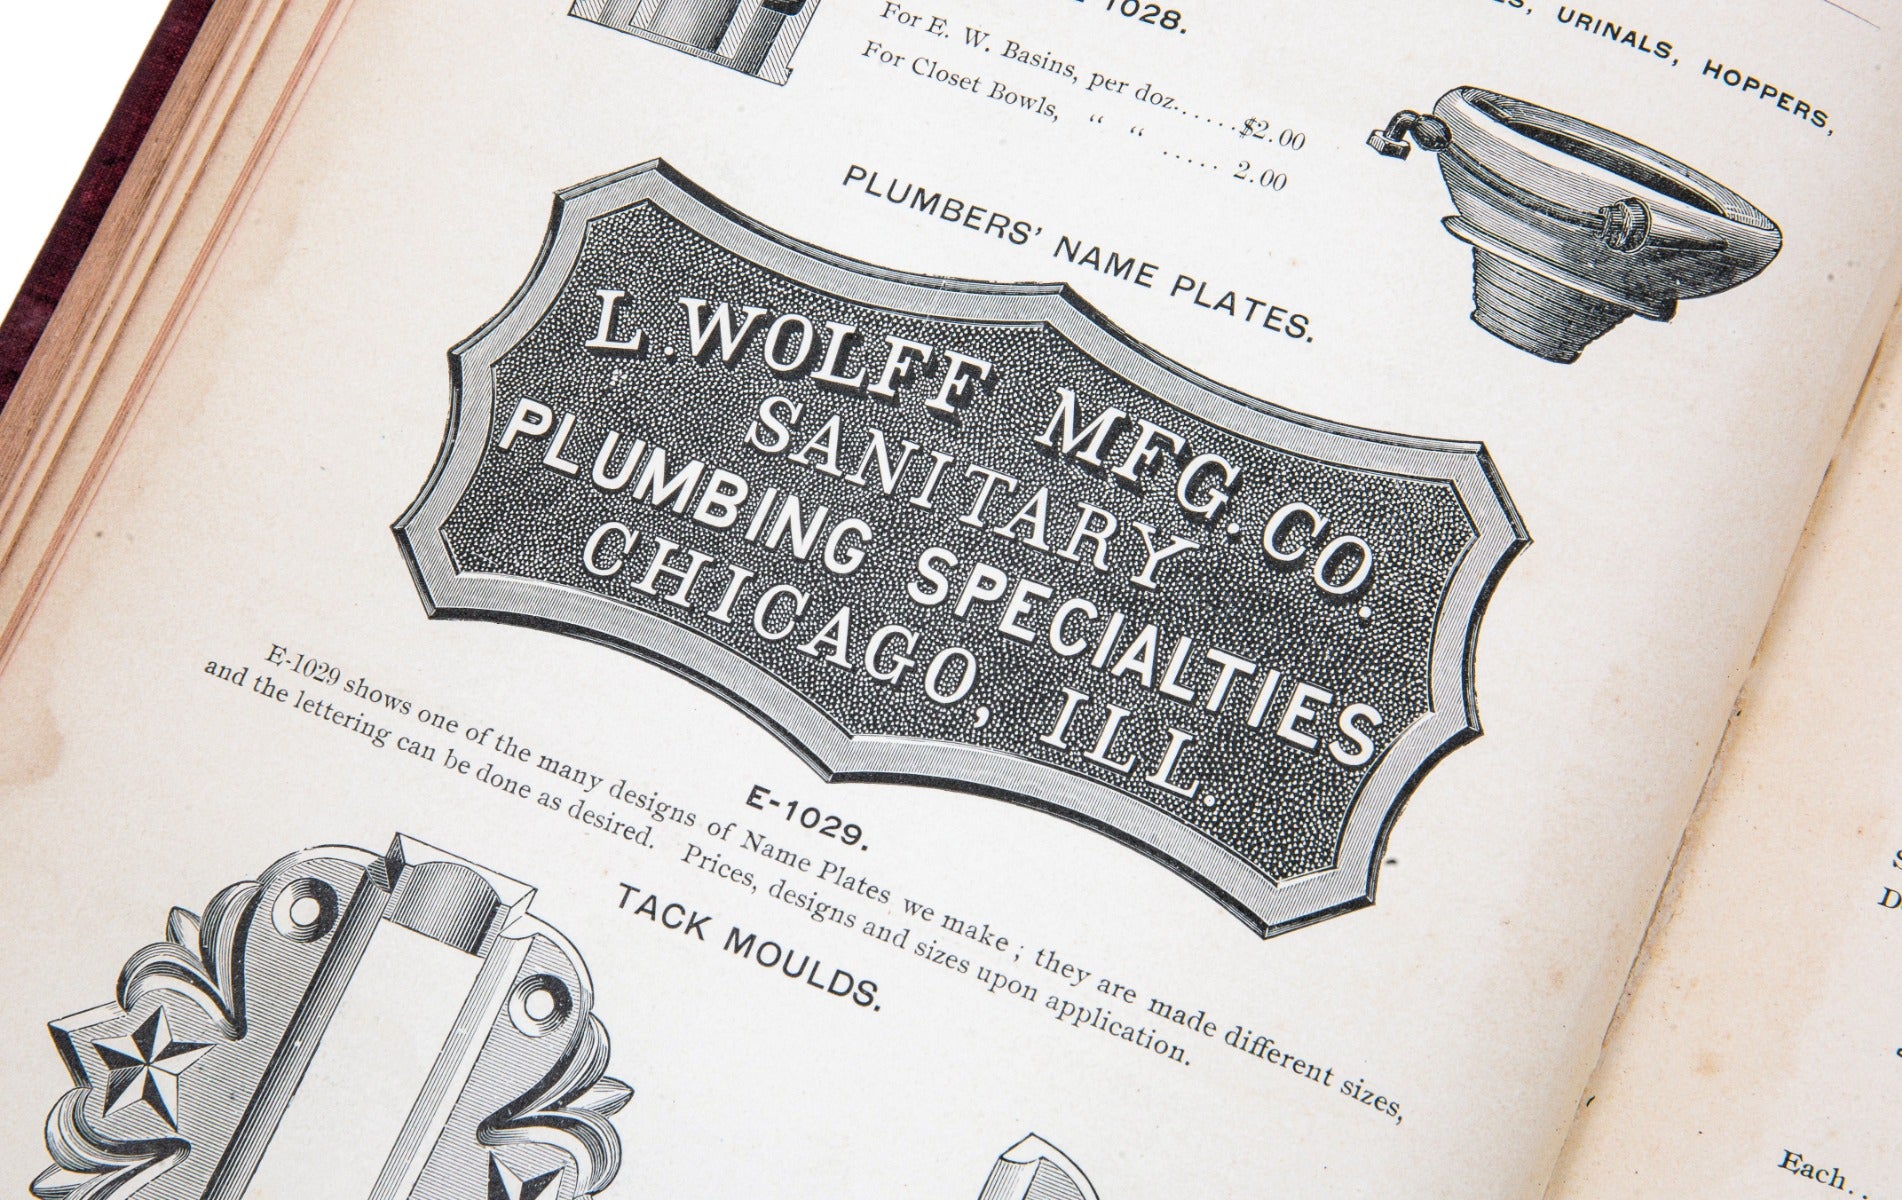 1028.
URINALS, HOPPERS,
For E. W. Basins, per doz......$2.00
For Closet Bowls, “ “ ..... 2.00
PLUMBERS’ NAME PLATES.
L. WOLFF MFG. CO.
SANITARY
PLUMBING SPECIALTIES
CHICAGO, ILL.
E-1029.
E-1029 shows one of the many designs of Name Plates we make ; they are made different sizes,
and the lettering can be done as desired. Prices, designs and sizes upon application.
TACK MOULDS.
Each..